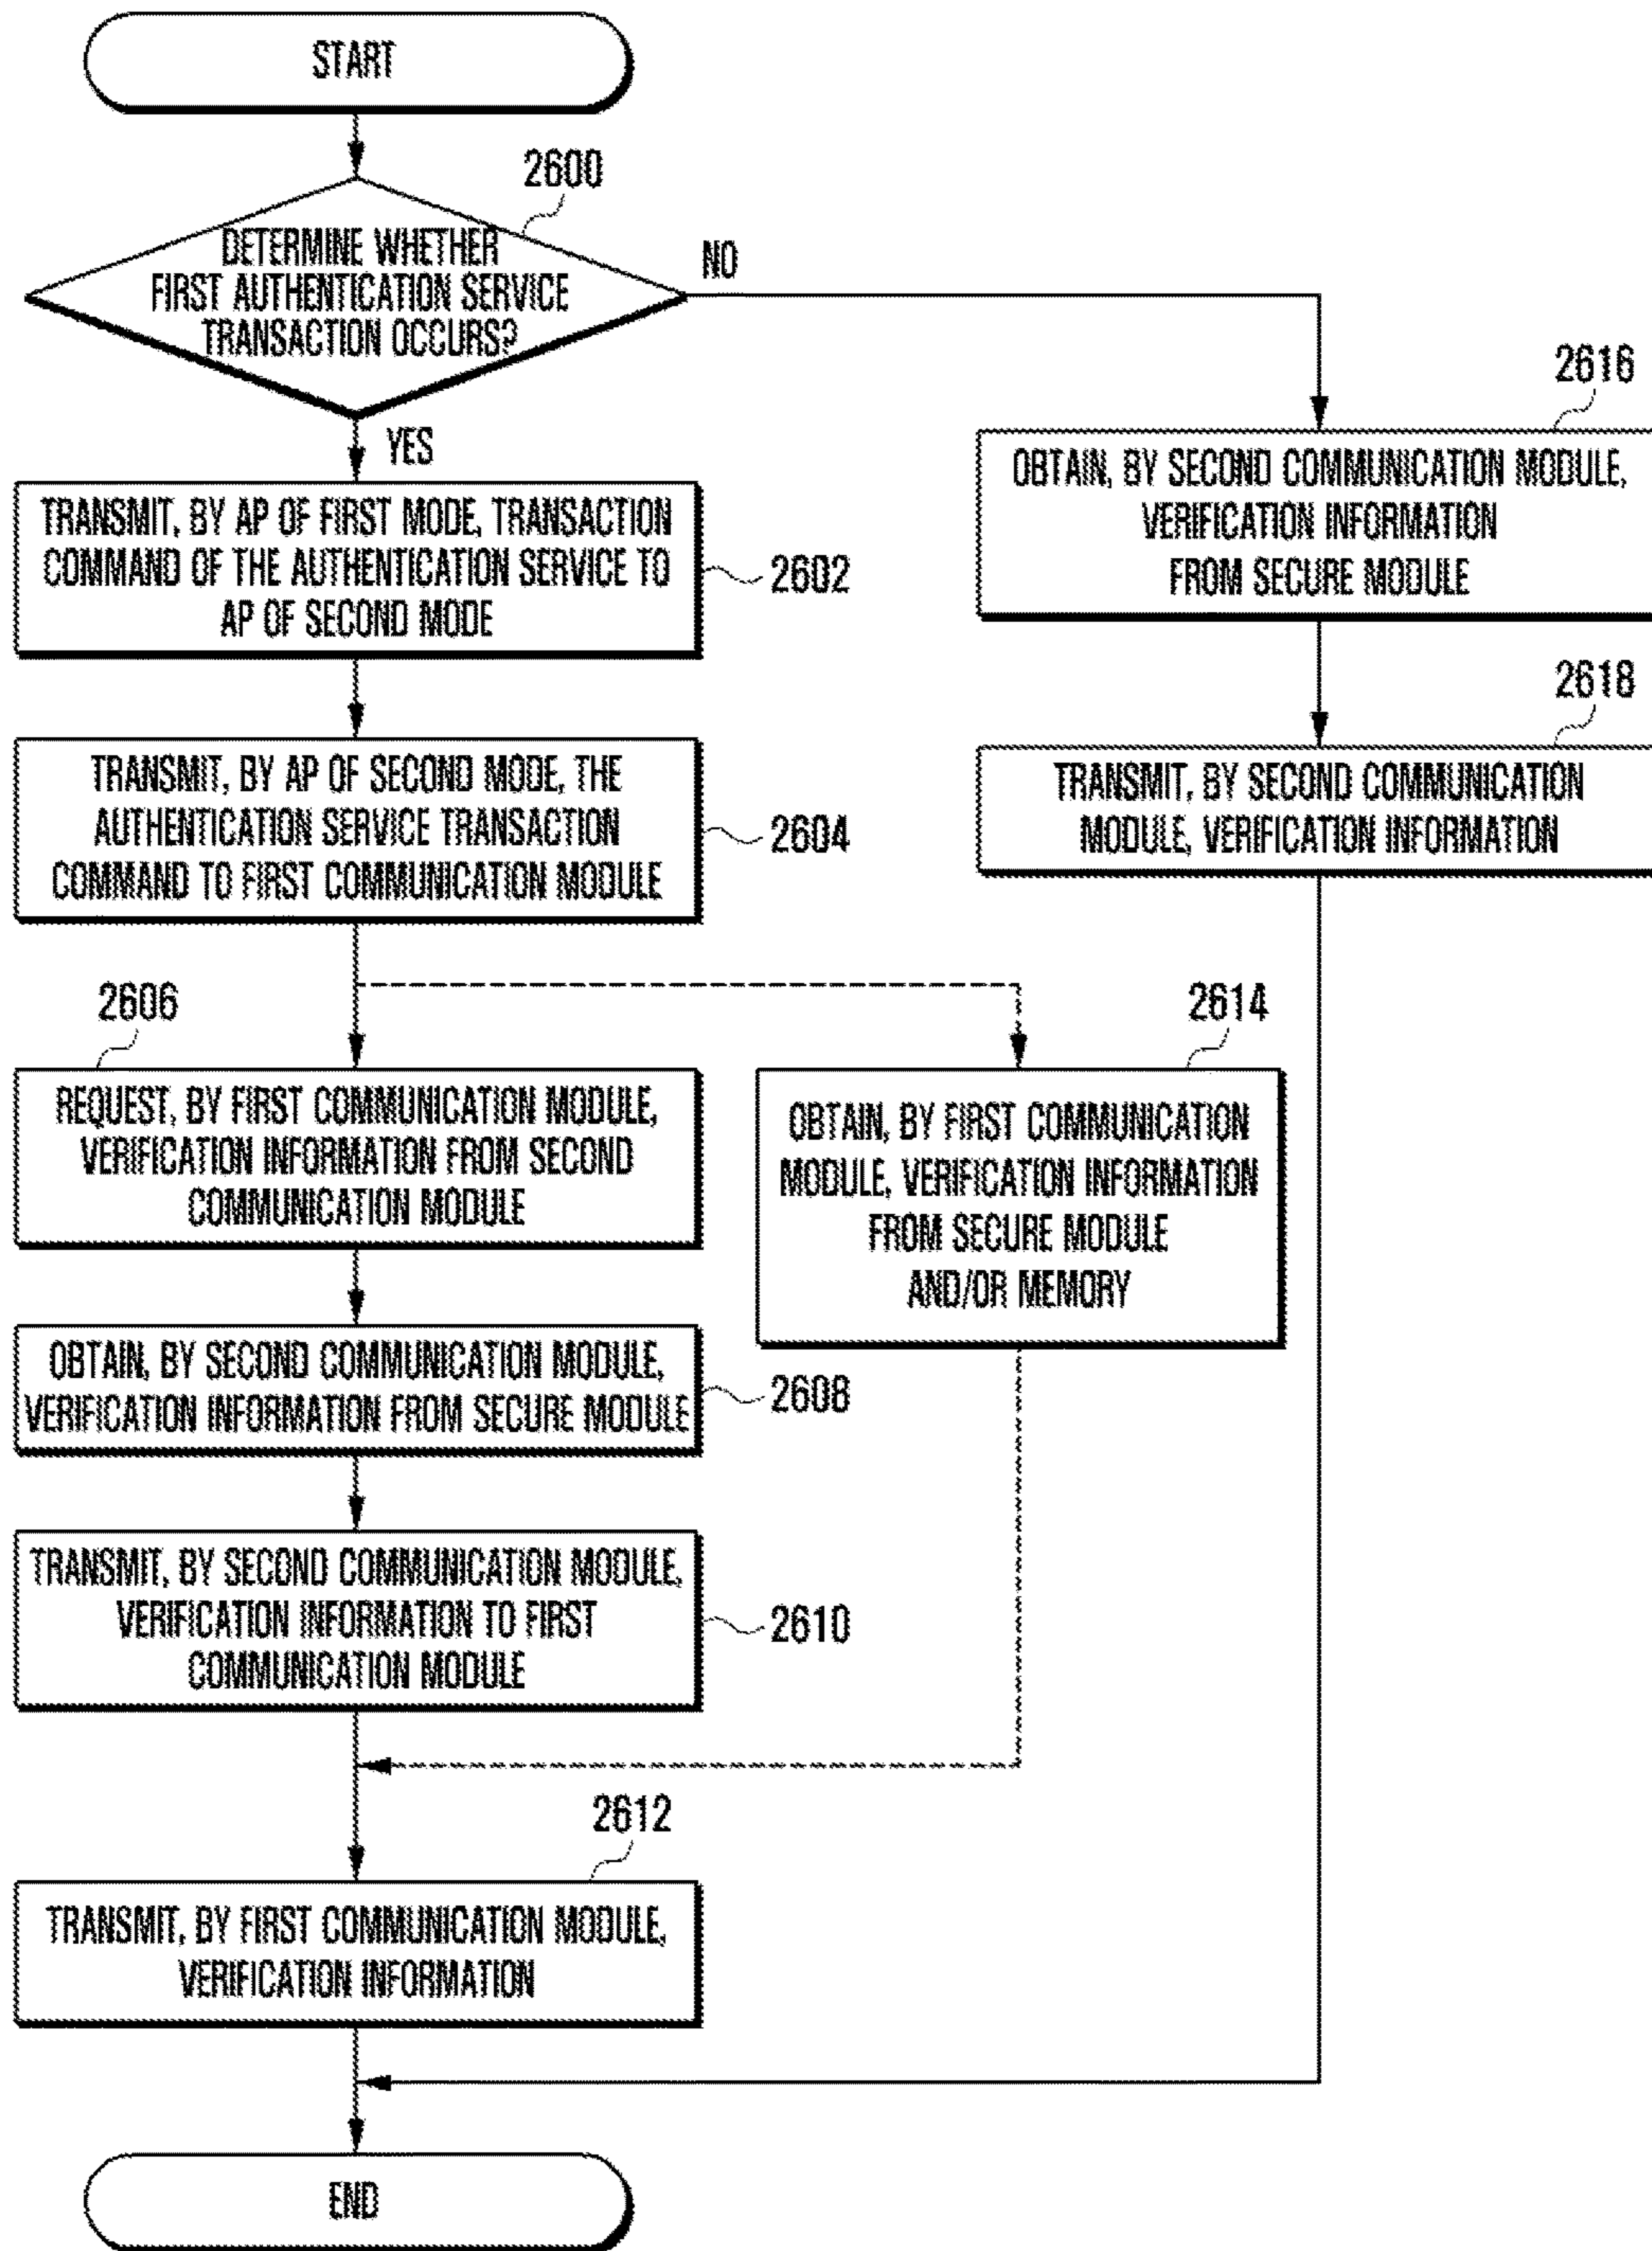 START
2600
DETERMINE WHETHER
FIRST AUTHENTICATION SERVICE
TRANSACTION OCCURS?
NO
YES
2616
OBTAIN, BY SECOND COMMUNICATION MODULE,
VERIFICATION INFORMATION
FROM SECURE MODULE
TRANSMIT, BY AP OF FIRST MODE, TRANSACTION
COMMAND OF THE AUTHENTICATION SERVICE TO
AP OF SECOND MODE
2602
2618
TRANSMIT, BY SECOND COMMUNICATION
MODULE, VERIFICATION INFORMATION
TRANSMIT, BY AP OF SECOND MODE, THE
AUTHENTICATION SERVICE TRANSACTION
COMMAND TO FIRST COMMUNICATION MODULE
2604
2606
REQUEST, BY FIRST COMMUNICATION MODULE,
VERIFICATION INFORMATION FROM SECOND
COMMUNICATION MODULE
2614
OBTAIN, BY FIRST COMMUNICATION
MODULE, VERIFICATION INFORMATION
FROM SECURE MODULE
AND/OR MEMORY
OBTAIN, BY SECOND COMMUNICATION MODULE,
VERIFICATION INFORMATION FROM SECURE MODULE
2608
TRANSMIT, BY SECOND COMMUNICATION MODULE,
VERIFICATION INFORMATION TO FIRST
COMMUNICATION MODULE
2610
2612
TRANSMIT, BY FIRST COMMUNICATION MODULE,
VERIFICATION INFORMATION
END